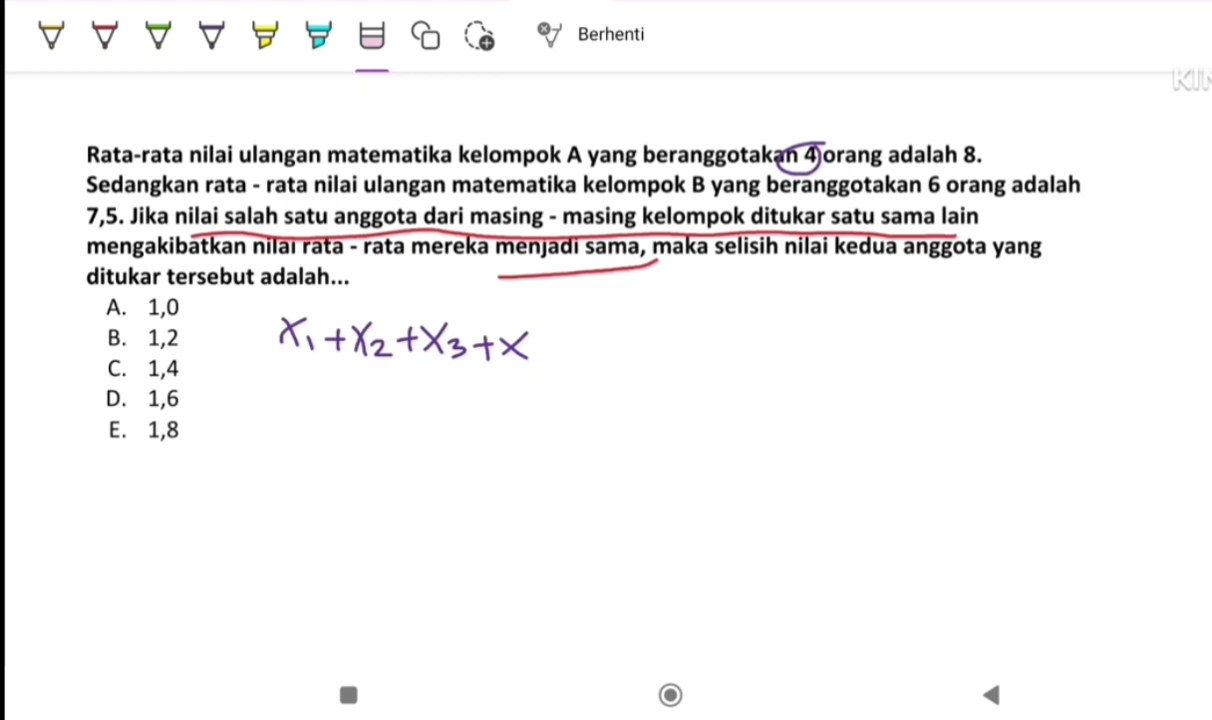 Berhenti
Rata-rata nilai ulangan matematika kelompok A yang beranggotakan 4 orang adalah 8.
Sedangkan rata - rata nilai ulangan matematika kelompok B yang beranggotakan 6 orang adalah
7,5. Jika nilai salah satu anggota dari masing - masing kelompok ditukar satu sama lain
mengakibatkan nilai rata - rata mereka menjadi sama, maka selisih nilai kedua anggota yang
ditukar tersebut adalah...
A. 1,0
B. 1,2
C. 1,4
D. 1,6
E. 1,8
X₁+X₂+X₃+X